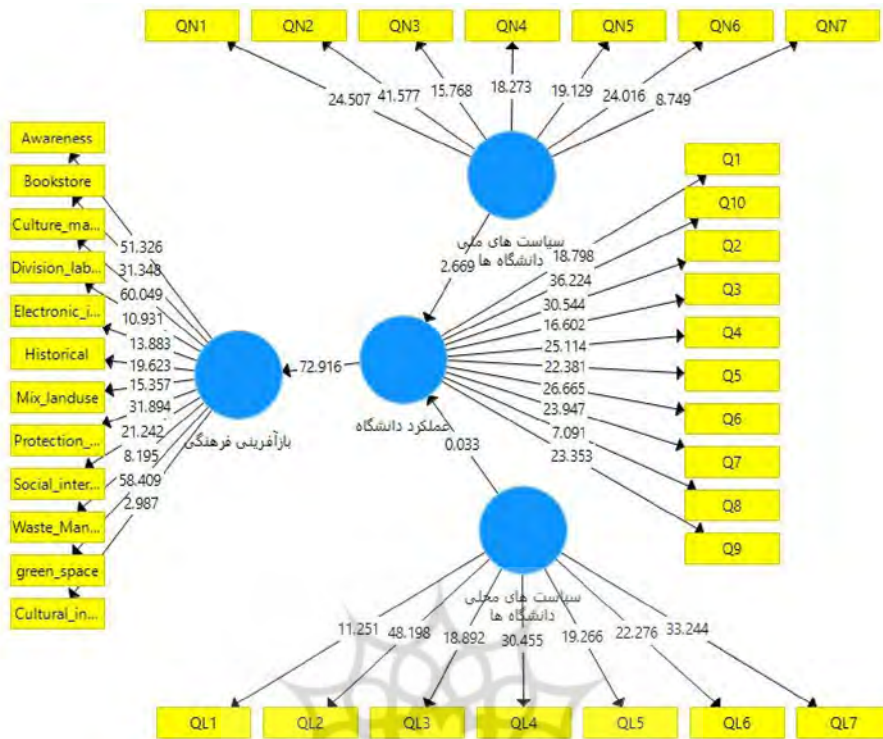 QN1 QN2 QN3 QN4 QN5 QN6 QN7
24.507 41.577 15.768 18.273 19.129 24.016 8.749
سیاست های ملی
دانشگاه ها
2.669
Awareness
Bookstore
Culture_ma...
Division_lab...
Electronic_i...
Historical
Mix_landuse
Protection_...
Social_inter...
Waste_Man...
green_space
Cultural_in...
51.326
31.348
60.049
10.931
13.883
19.623
15.357
31.894
21.242
8.195
58.409
2.987
بازآفرینی فرهنگی
72.916
عملکرد دانشگاه
18.798
36.224
30.544
16.602
25.114
22.381
26.665
23.947
7.091
23.353
Q1
Q10
Q2
Q3
Q4
Q5
Q6
Q7
Q8
Q9
0.033
سیاست های محلی
دانشگاه ها
11.251 48.198 18.892 30.455 19.266 22.276 33.244
QL1 QL2 QL3 QL4 QL5 QL6 QL7